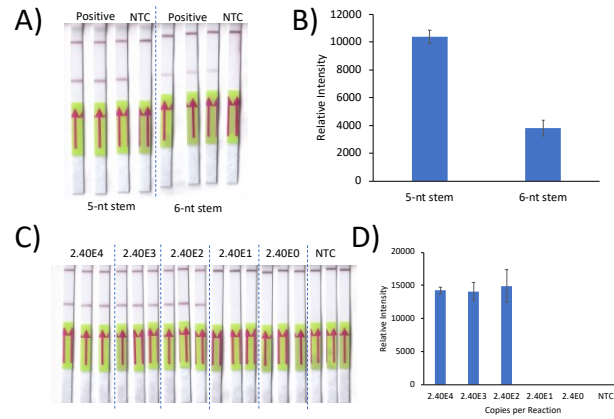 A)
Positive NTC Positive NTC
5-nt stem 6-nt stem
B)
Relative Intensity
12000
10000
8000
6000
4000
2000
0
5-nt stem 6-nt stem
C)
2.40E4 2.40E3 2.40E2 2.40E1 2.40E0 NTC
D)
Relative Intensity
20000
15000
10000
5000
0
2.40E4 2.40E3 2.40E2 2.40E1 2.4E0 NTC
Copies per Reaction